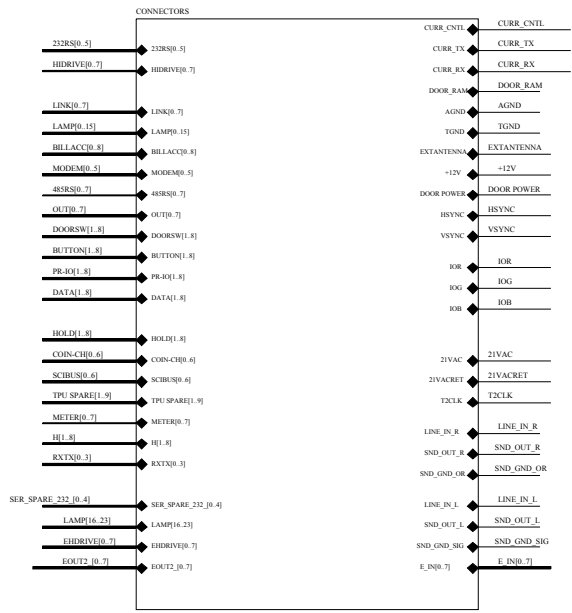 CONNECTORS
CURR_CNTL CURR_CNTL
232RS[0..5] 232RS[0..5] CURR_TX CURR_TX
HIDRIVE[0..7] HIDRIVE[0..7] CURR_RX CURR_RX
DOOR_RAM DOOR_RAM
LINK[0..7] LINK[0..7] AGND AGND
LAMP[0..15] LAMP[0..15] TGND TGND
BILLACC[0..8] BILLACC[0..8] EXTANTENNA EXTANTENNA
MODEM[0..5] MODEM[0..5] +12V +12V
485RS[0..7] 485RS[0..7] DOOR POWER DOOR POWER
OUT[0..7] OUT[0..7] HSYNC HSYNC
DOORSW[1..8] DOORSW[1..8] VSYNC VSYNC
BUTTON[1..8] BUTTON[1..8]
PR-IO[1..8] PR-IO[1..8] IOR IOR
DATA[1..8] DATA[1..8] IOG IOG
IOB IOB
HOLD[1..8] HOLD[1..8]
COIN-CH[0..6] COIN-CH[0..6] 21VAC 21VAC
SCIBUS[0..6] SCIBUS[0..6] 21VACRET 21VACRET
TPU SPARE[1..9] TPU SPARE[1..9] T2CLK T2CLK
METER[0..7] METER[0..7]
LINE_IN_R LINE_IN_R
H[1..8] H[1..8] SND_OUT_R SND_OUT_R
RXTX[0..3] RXTX[0..3] SND_GND_OR SND_GND_OR
SER_SPARE_232_[0..4] SER_SPARE_232_[0..4] LINE_IN_L LINE_IN_L
LAMP[16..23] LAMP[16..23] SND_OUT_L SND_OUT_L
EHDRIVE[0..7] EHDRIVE[0..7] SND_GND_SIG SND_GND_SIG
EOUT2_[0..7] EOUT2_[0..7] E_IN[0..7] E_IN[0..7]